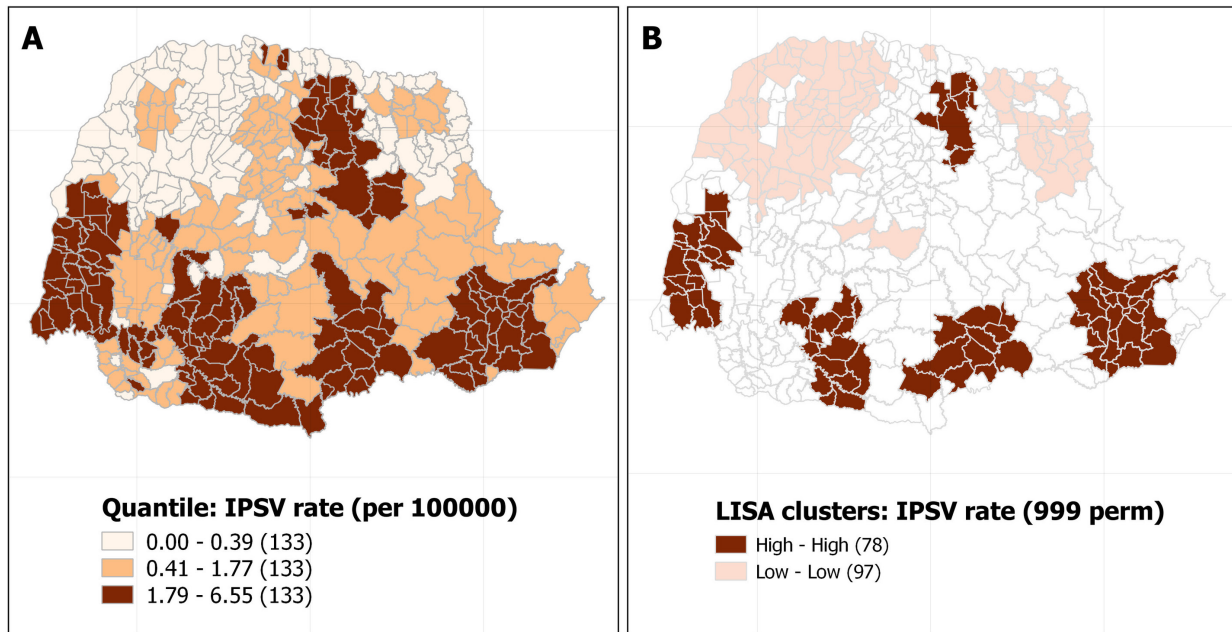 A
Quantile: IPSV rate (per 100000)
0.00 - 0.39 (133)
0.41 - 1.77 (133)
1.79 - 6.55 (133)
B
LISA clusters: IPSV rate (999 perm)
High - High (78)
Low - Low (97)